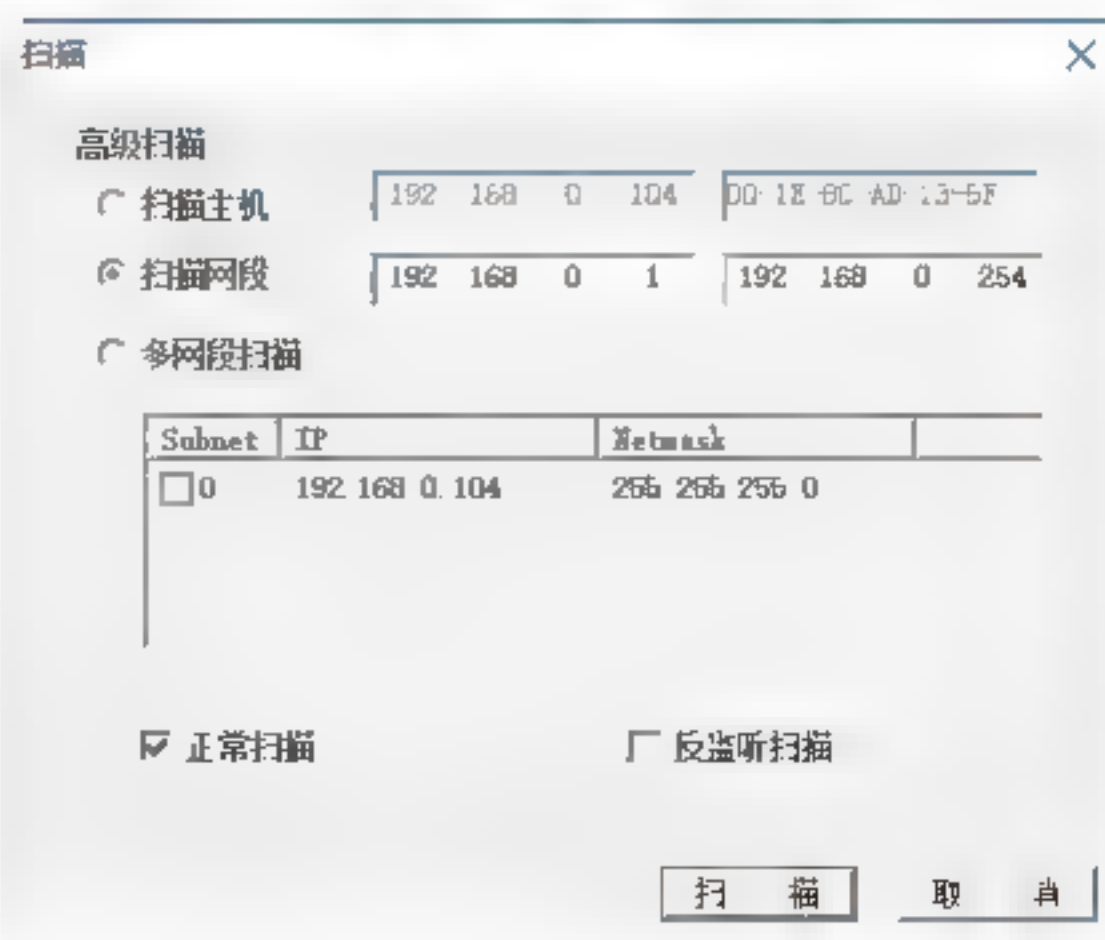 扫描
高级扫描
扫描主机 192 168 0 104
扫描网段 192 168 0 1 192 168 0 254
多网段扫描
Subnet IP Netmask
0 192 168 0.104 255 255 255 0
正常扫描 反监听扫描
扫 描 取